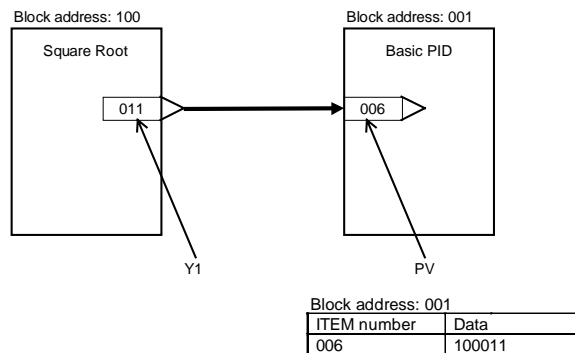 Block address: 100 Block address: 001
Square Root Basic PID
011 006
Y1 PV
Block address: 001
ITEM number Data
006 100011